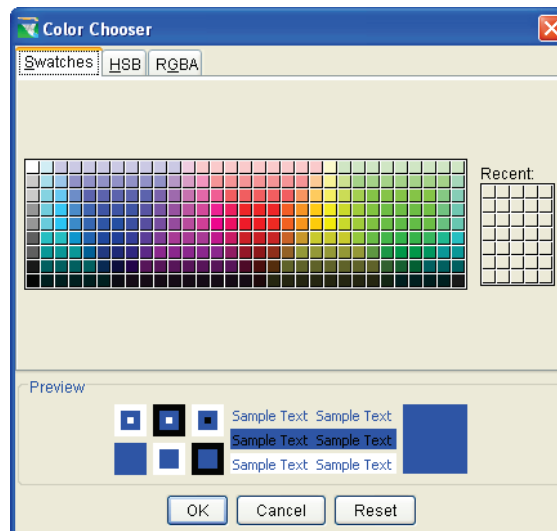 Color Chooser
Swatches HSB RGBA
Recent:
Preview
Sample Text Sample Text
Sample Text Sample Text
Sample Text Sample Text
OK Cancel Reset